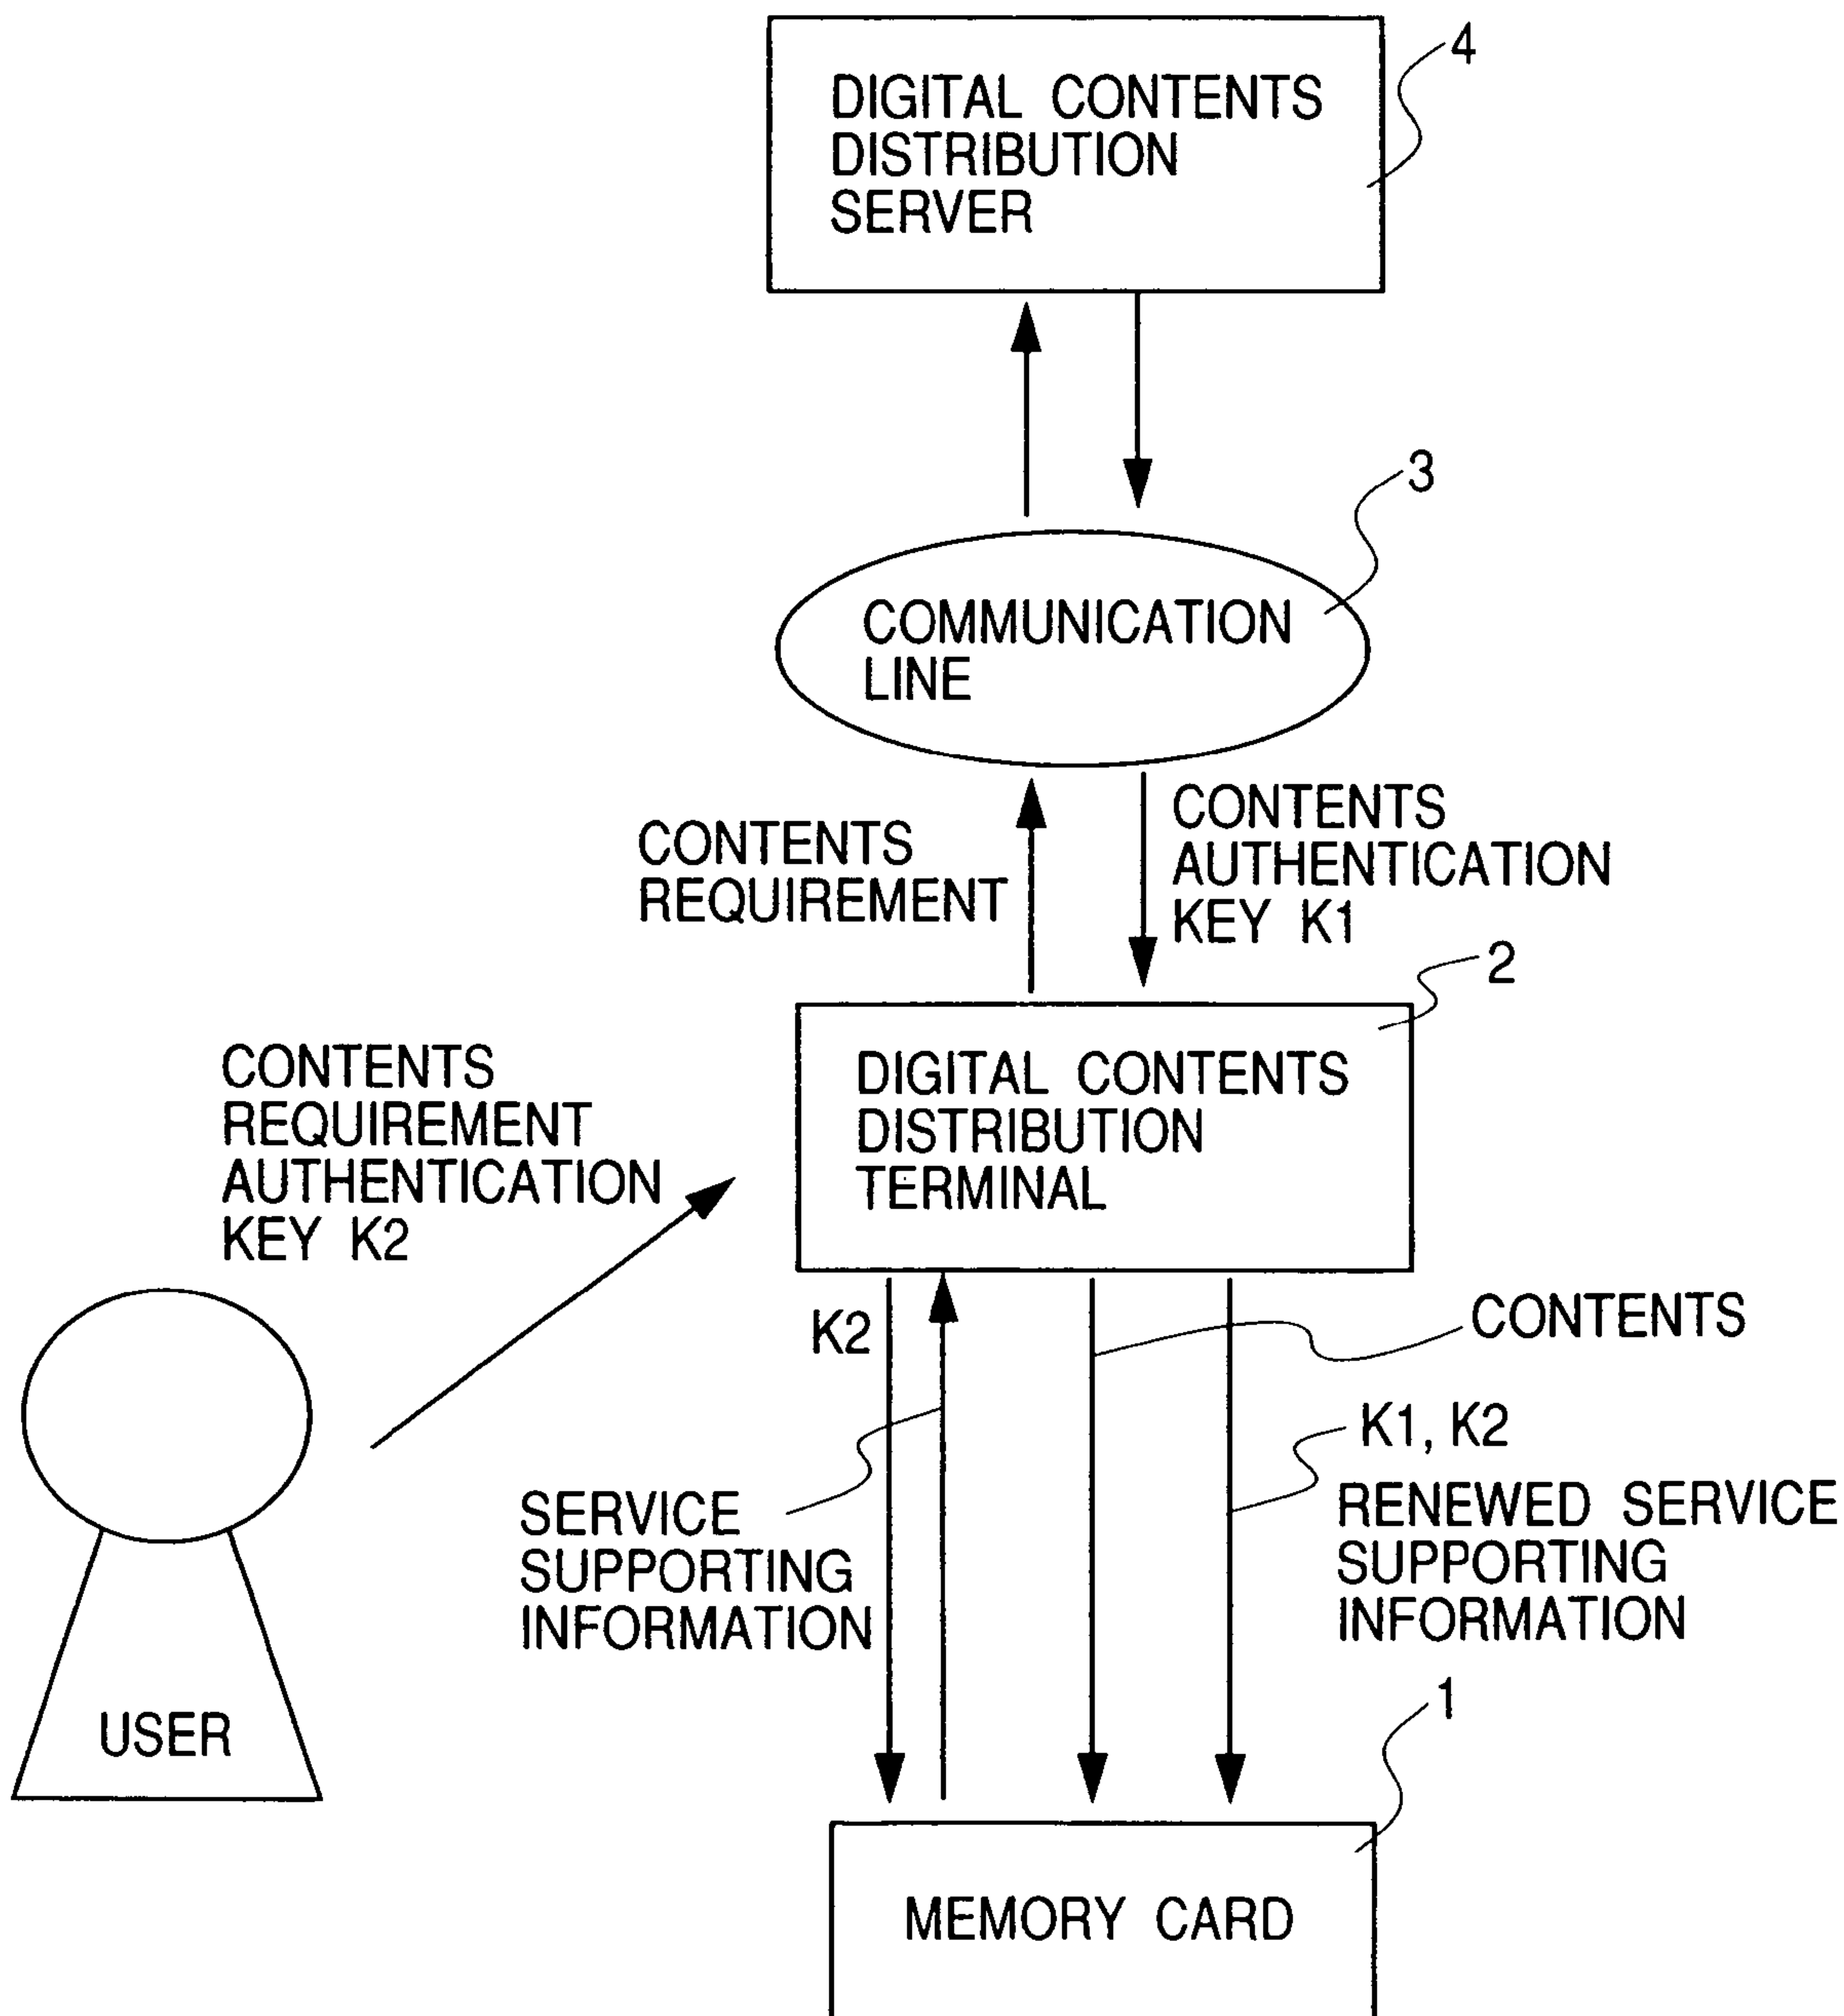 4
DIGITAL CONTENTS
DISTRIBUTION
SERVER
3
COMMUNICATION
LINE
CONTENTS
REQUIREMENT
CONTENTS
AUTHENTICATION
KEY K1
2
DIGITAL CONTENTS
DISTRIBUTION
TERMINAL
CONTENTS
REQUIREMENT
AUTHENTICATION
KEY K2
K2
CONTENTS
K1, K2
RENEWED SERVICE
SUPPORTING
INFORMATION
SERVICE
SUPPORTING
INFORMATION
USER
1
MEMORY CARD